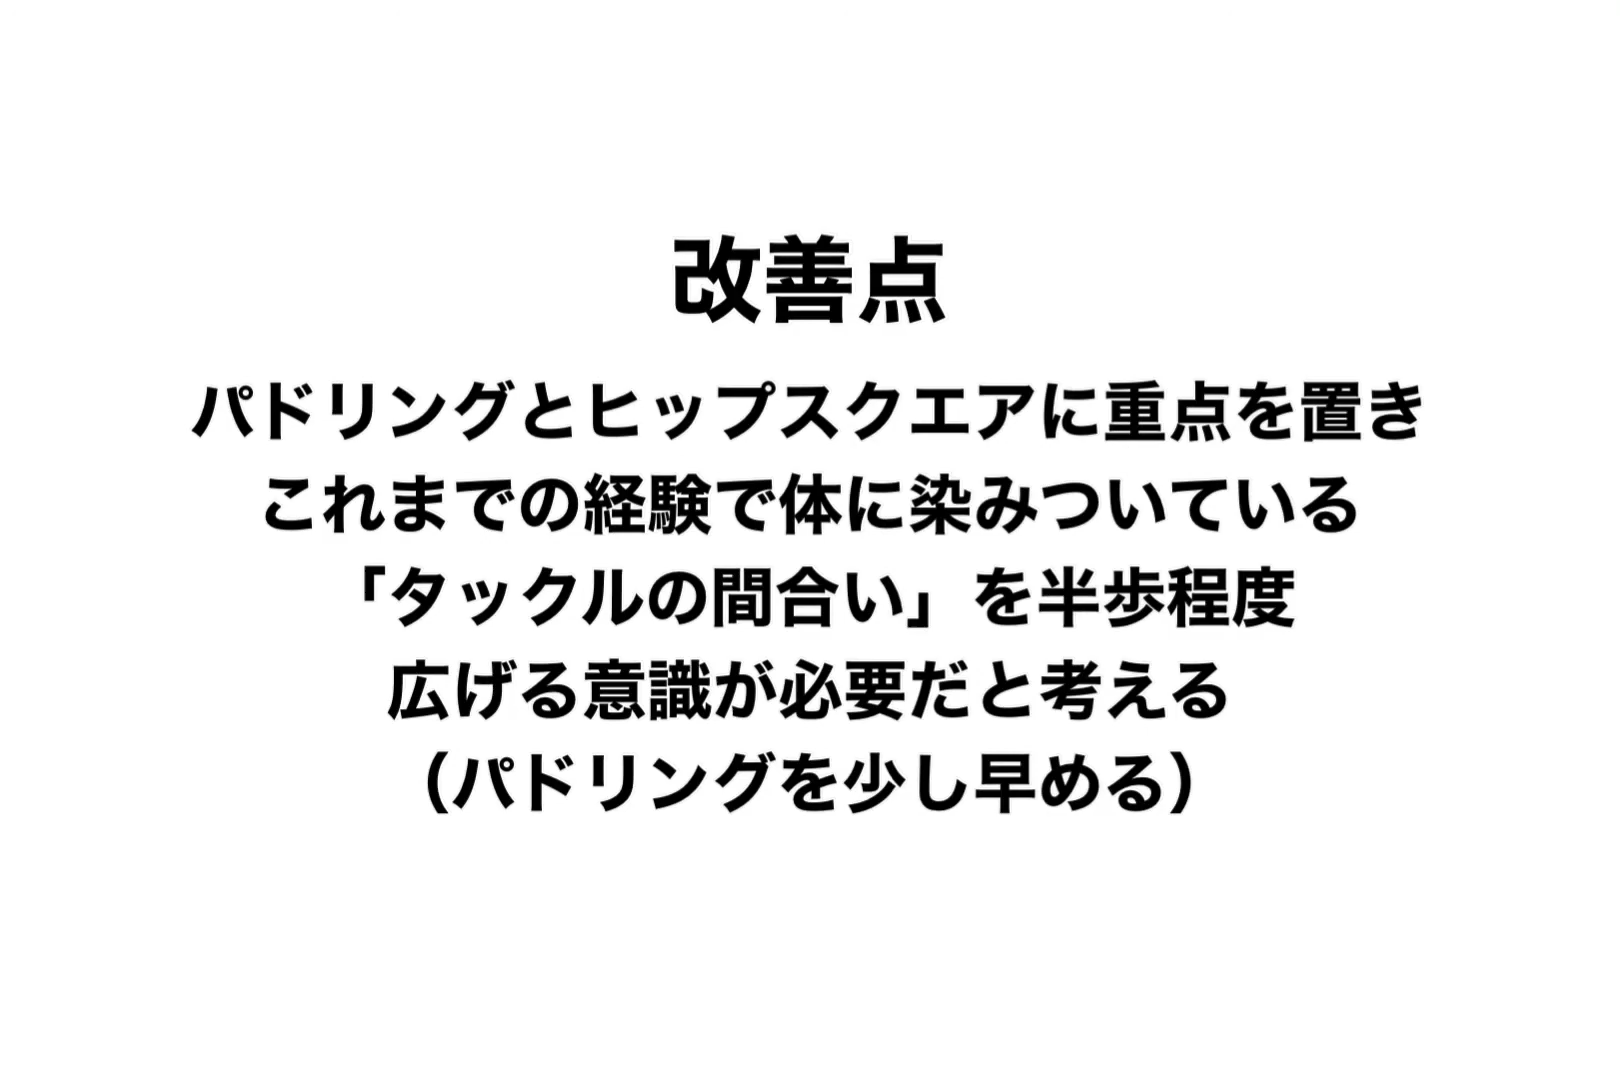 改善点
パドリングとヒップスクエアに重点を置き
これまでの経験で体に染みついている
「タックルの間合い」を半歩程度
広げる意識が必要だと考える
（パドリングを少し早める）